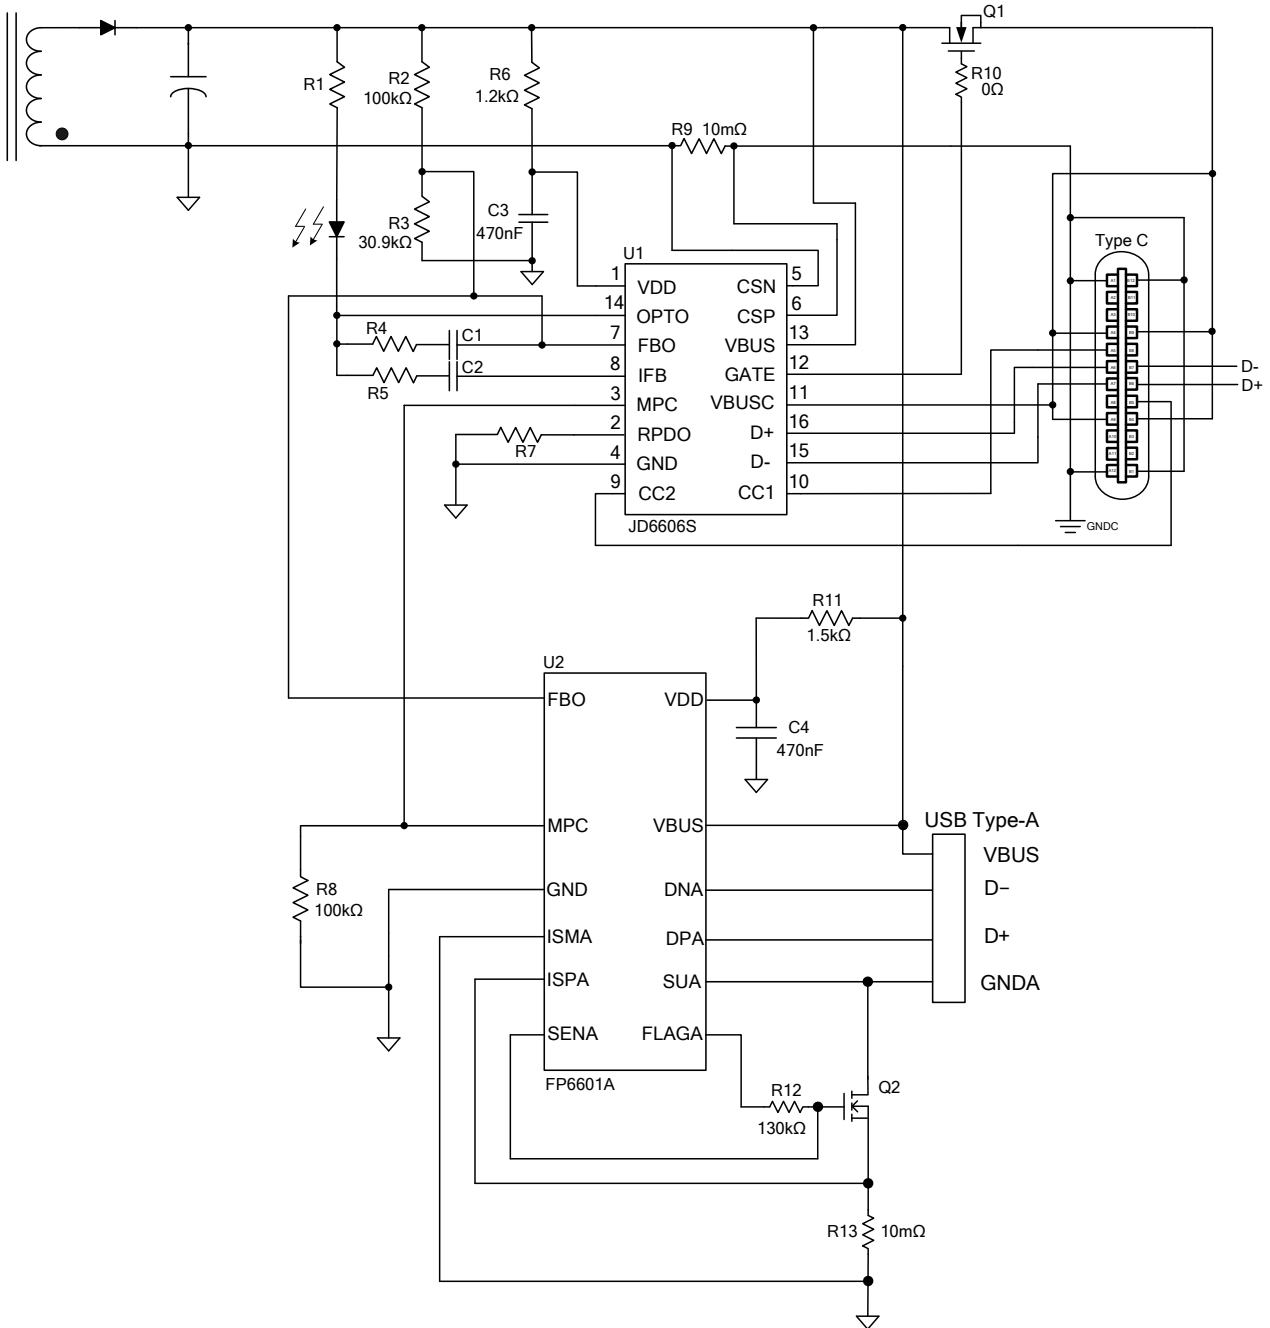 Q1
R1
R2
100kΩ
R6
1.2kΩ
R10
0Ω
R9 10mΩ
R3
30.9kΩ
C3
470nF
Type C
U1
1 VDD
14 OPTO
7 FBO
8 IFB
3 MPC
2 RPDO
4 GND
9 CC2
CSN 5
CSP 6
VBUS 13
GATE 12
VBUSC 11
D+ 16
D- 15
CC1 10
JD6606S
R4
C1
R5
C2
R7
D-
D+
GNDC
R11
1.5kΩ
U2
FBO
VDD
C4
470nF
MPC
VBUS
GND
DNA
ISMA
DPA
ISPA
SUA
SENA
FLAGA
FP6601A
USB Type-A
VBUS
D−
D+
GNDA
R8
100kΩ
R12
130kΩ
Q2
R13 10mΩ